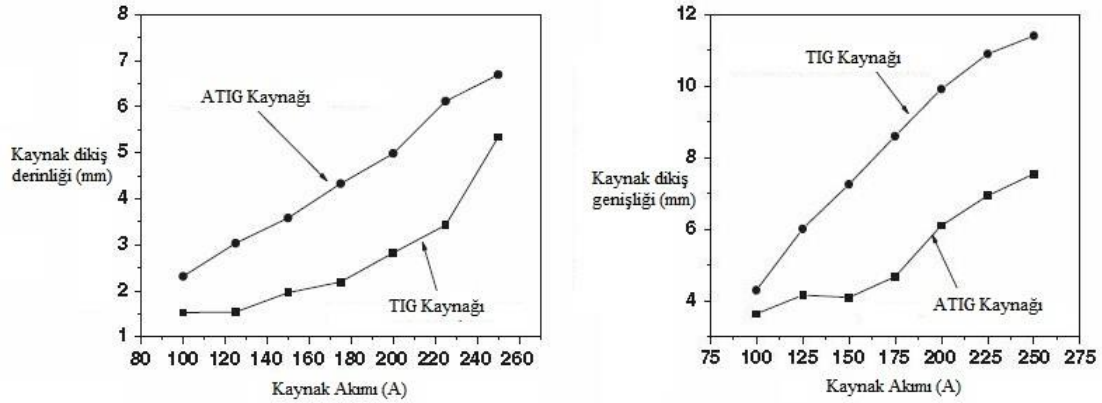 8
7
6
5
4
3
2
1
Kaynak dikiş
derinliği (mm)
ATIG Kaynağı
TIG Kaynağı
80 100 120 140 160 180 200 220 240 260
Kaynak Akımı (A)
12
10
8
6
4
Kaynak dikiş
genişliği (mm)
TIG Kaynağı
ATIG Kaynağı
75 100 125 150 175 200 225 250 275
Kaynak Akımı (A)